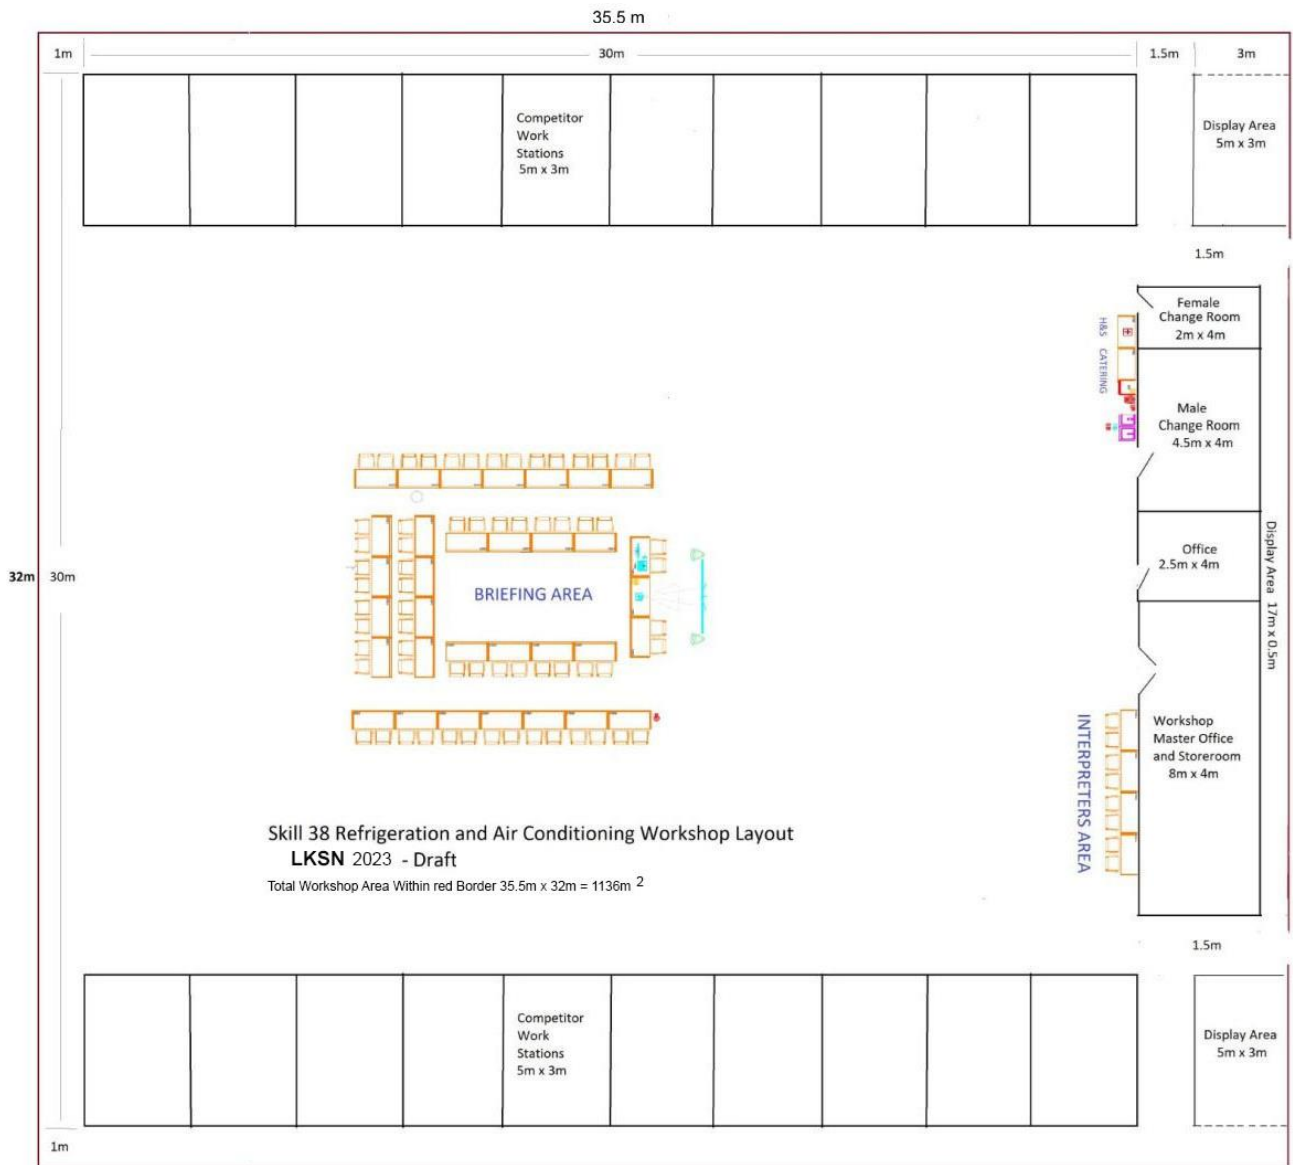 35.5 m
1m
30m
1.5m
3m
Competitor
Work
Stations
5m x 3m
Display Area
5m x 3m
1.5m
Female
Change Room
2m x 4m
H&S
CATERING
Male
Change Room
4.5m x 4m
Office
2.5m x 4m
Display Area 17m x 0.5m
32m
30m
BRIEFING AREA
Workshop
Master Office
and Storeroom
8m x 4m
INTERPRETERS AREA
Skill 38 Refrigeration and Air Conditioning Workshop Layout
LKSN 2023 - Draft
Total Workshop Area Within red Border 35.5m x 32m = 1136m 2
1.5m
Competitor
Work
Stations
5m x 3m
Display Area
5m x 3m
1m